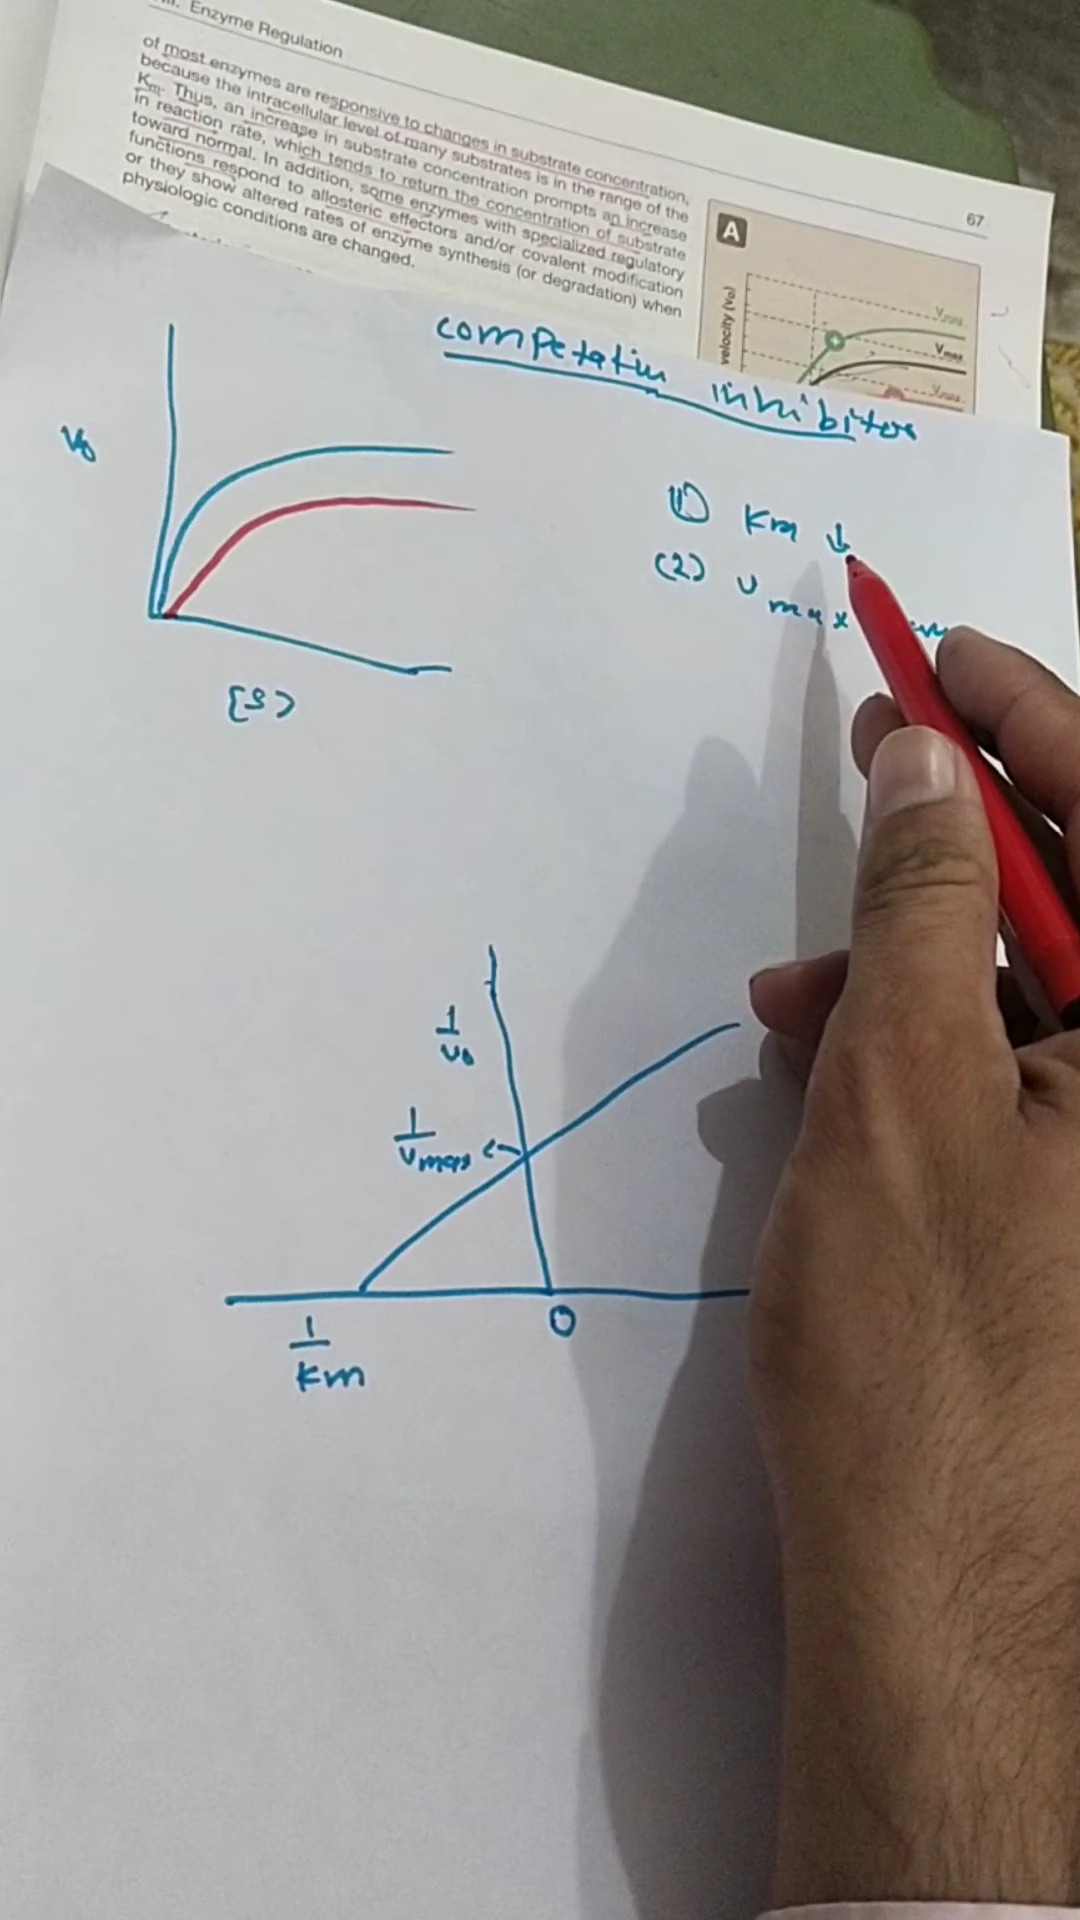 Enzyme Regulation
67
of most enzymes are responsive to changes in substrate concentration,
because the intracellular level of many substrates is in the range of the
Km. Thus, an increase in substrate concentration prompts an increase
in reaction rate, which tends to return the concentration of substrate
toward normal. In addition, some enzymes with specialized regulatory
functions respond to allosteric effectors and/or covalent modification
or they show altered rates of enzyme synthesis (or degradation) when
physiologic conditions are changed.
A
velocity (v₀)
Vmax
Vmax
Vmax
competatin inhibitors
V₀
[S]
① Km ↓
(2) Vmax
1/V₀
1/Vmax
0
1/Km